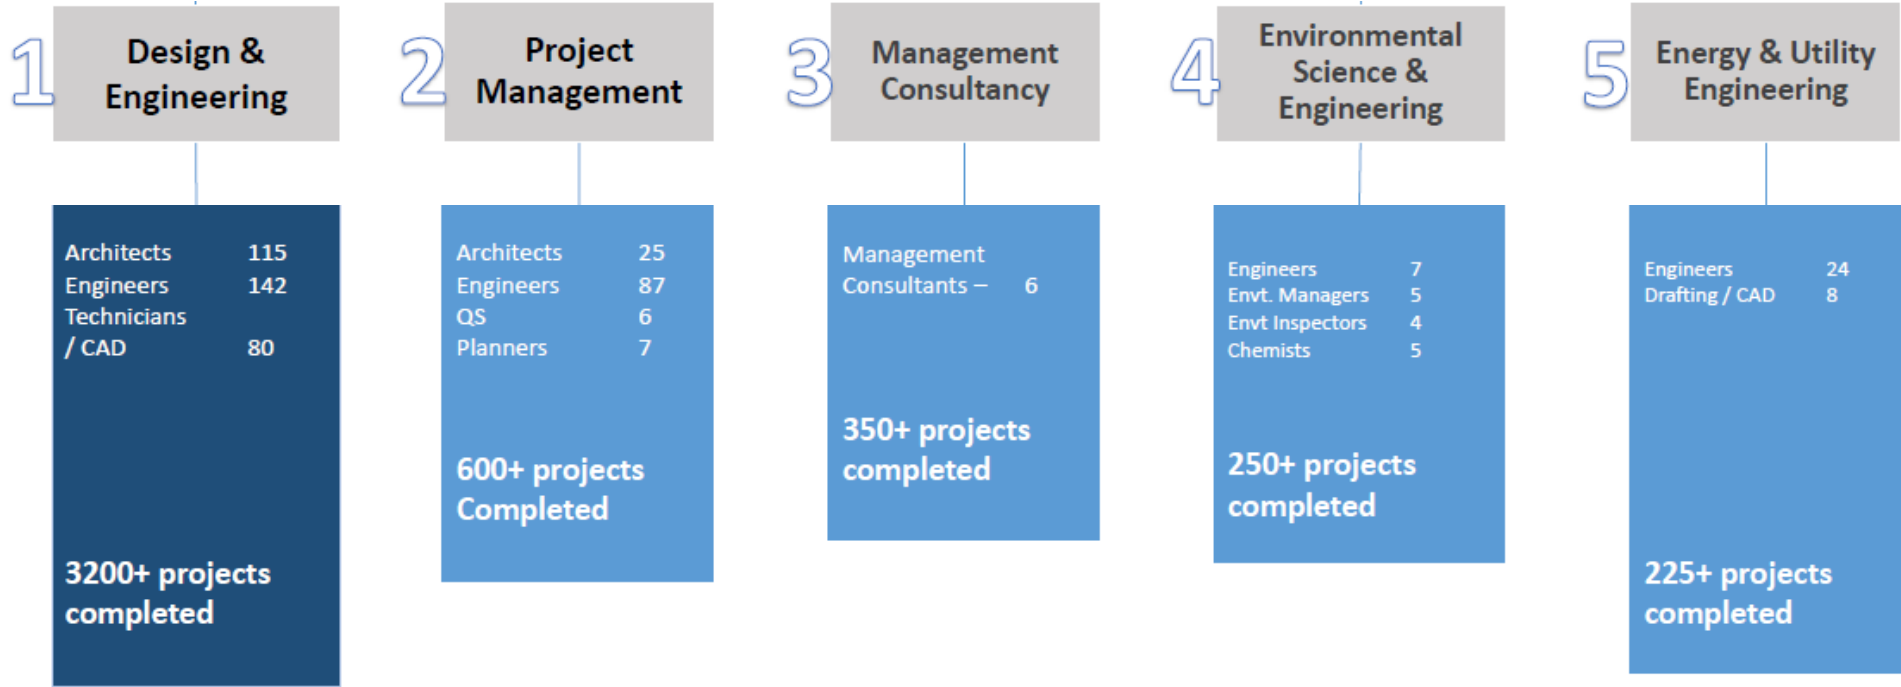 1
Design &
Engineering
Architects 115
Engineers 142
Technicians
/ CAD 80
3200+ projects
completed
2
Project
Management
Architects 25
Engineers 87
QS 6
Planners 7
600+ projects
Completed
3
Management
Consultancy
Management
Consultants – 6
350+ projects
completed
4
Environmental
Science &
Engineering
Engineers 7
Envt. Managers 5
Envt Inspectors 4
Chemists 5
250+ projects
completed
5
Energy & Utility
Engineering
Engineers 24
Drafting / CAD 8
225+ projects
completed